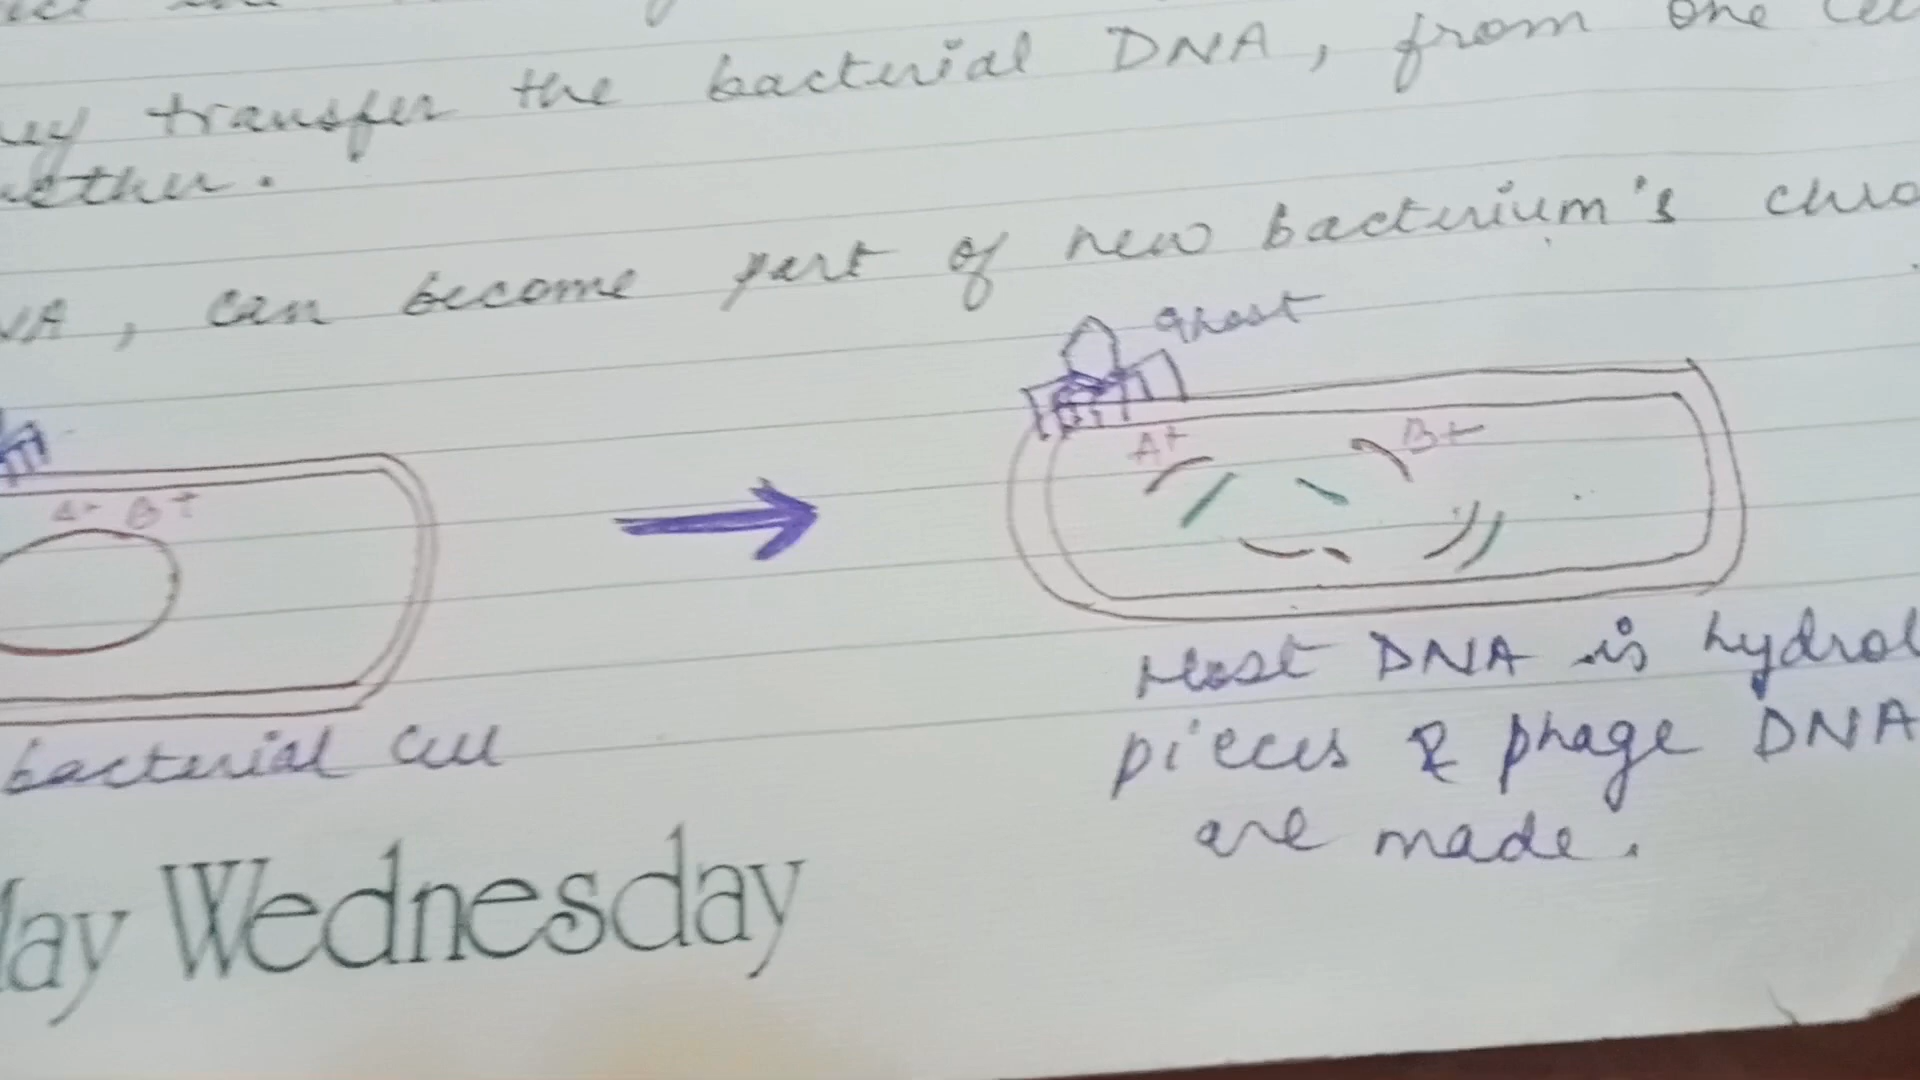 transfer the bacterial DNA, from one
can become part of new bacterium's
Ghost
A+ B+
A+ B+
Host DNA is hydrol
bacterial cell
pieces & phage DNA
are made.
Wednesday